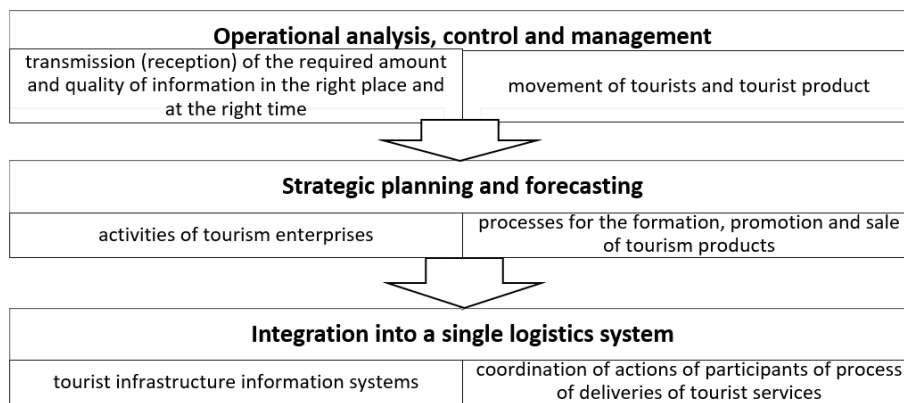 Operational analysis, control and management
transmission (reception) of the required amount
and quality of information in the right place and
at the right time
movement of tourists and tourist product
Strategic planning and forecasting
activities of tourism enterprises
processes for the formation, promotion and sale
of tourism products
Integration into a single logistics system
tourist infrastructure information systems
coordination of actions of participants of process
of deliveries of tourist services